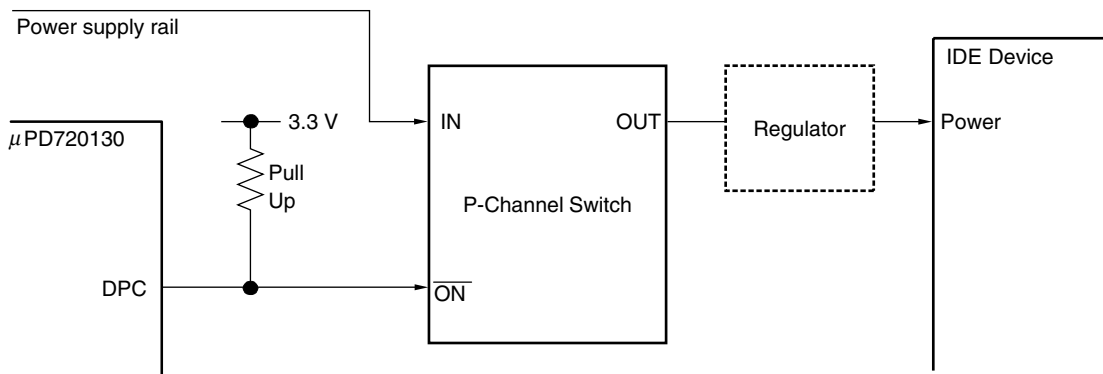 Power supply rail
IDE Device
3.3 V
IN
OUT
Regulator
Power
μPD720130
Pull
Up
P-Channel Switch
DPC
ON